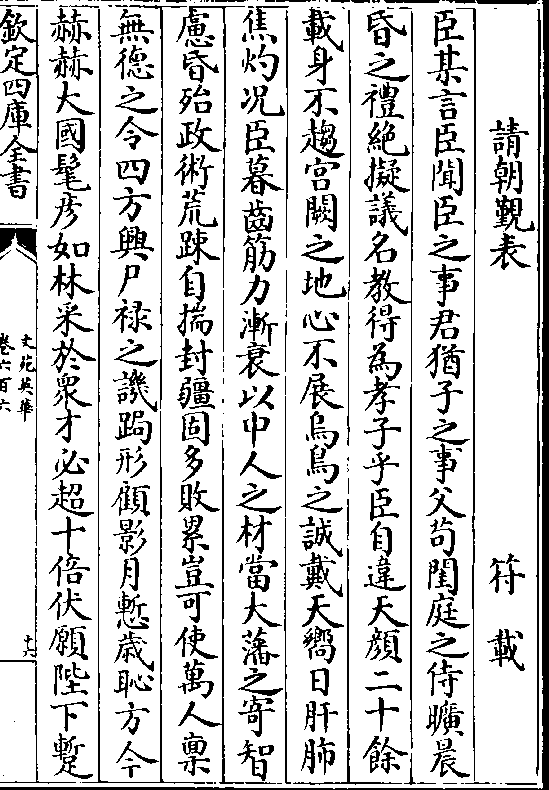 請朝覲表　符載
臣某言臣聞臣之事君猶子之事父苟閨庭之侍曠晨
昏之禮絶擬議名教得為孝子乎臣自違天顔二十餘
載身不趨宫闕之地心不展烏鳥之誠戴天嚮日肝肺
焦灼况臣暮齒筋力漸衰以中人之材當大藩之寄智
慮昏殆政術荒踈自揣封疆固多敗累豈可使萬人稟
無德之令四方興尸禄之譏跼形顧影月慙歳恥方今
赫赫大國髦彦如林采於衆才必超十倍伏願陛下蹔
欽定四庫全書
文苑英華
卷六百六
十六